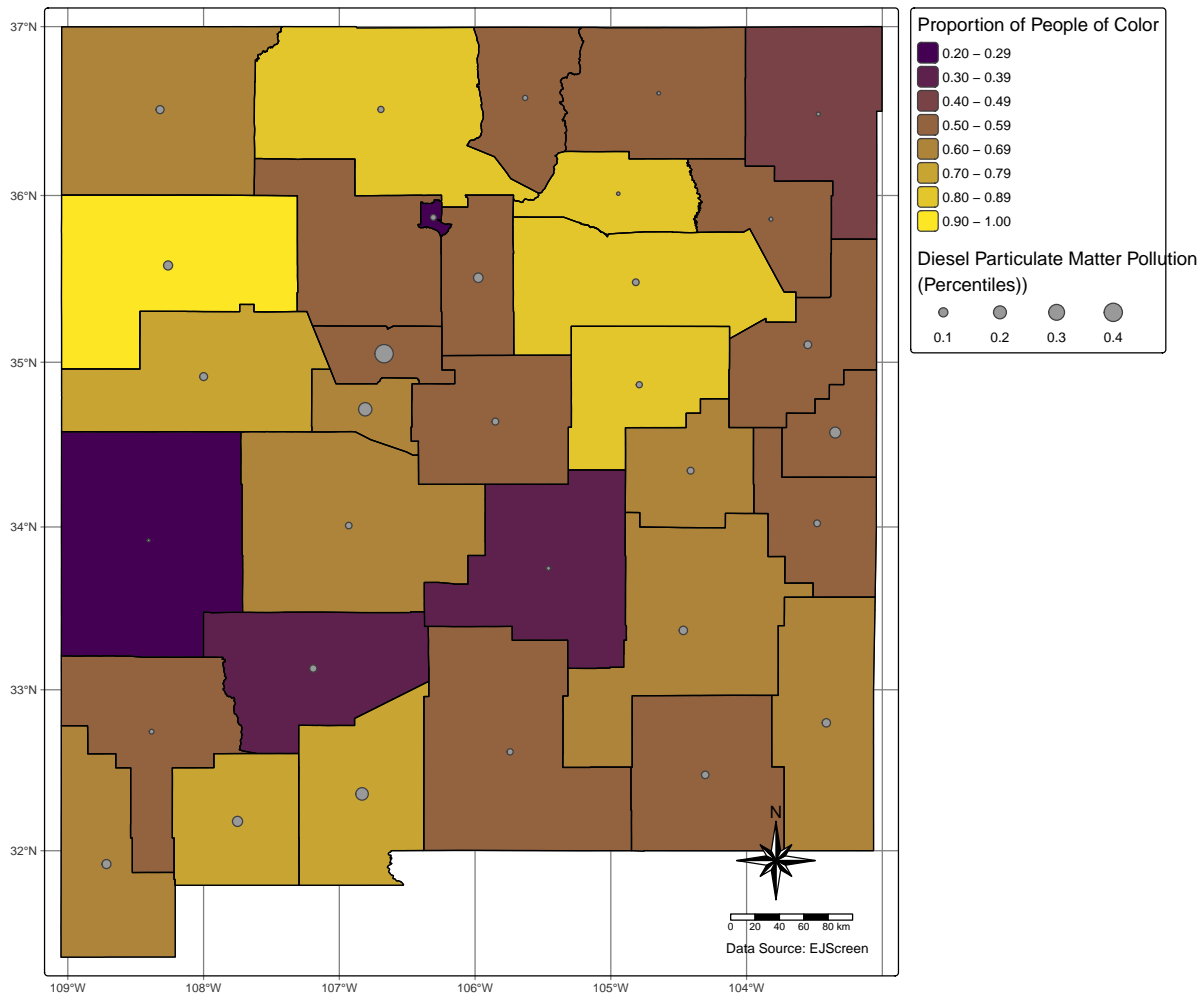 37°N
36°N
35°N
34°N
33°N
32°N
109°W
108°W
107°W
106°W
105°W
104°W
N
0 20 40 60 80 km
Data Source: EJScreen
Proportion of People of Color
0.20 – 0.29
0.30 – 0.39
0.40 – 0.49
0.50 – 0.59
0.60 – 0.69
0.70 – 0.79
0.80 – 0.89
0.90 – 1.00
Diesel Particulate Matter Pollution
(Percentiles))
0.1 0.2 0.3 0.4